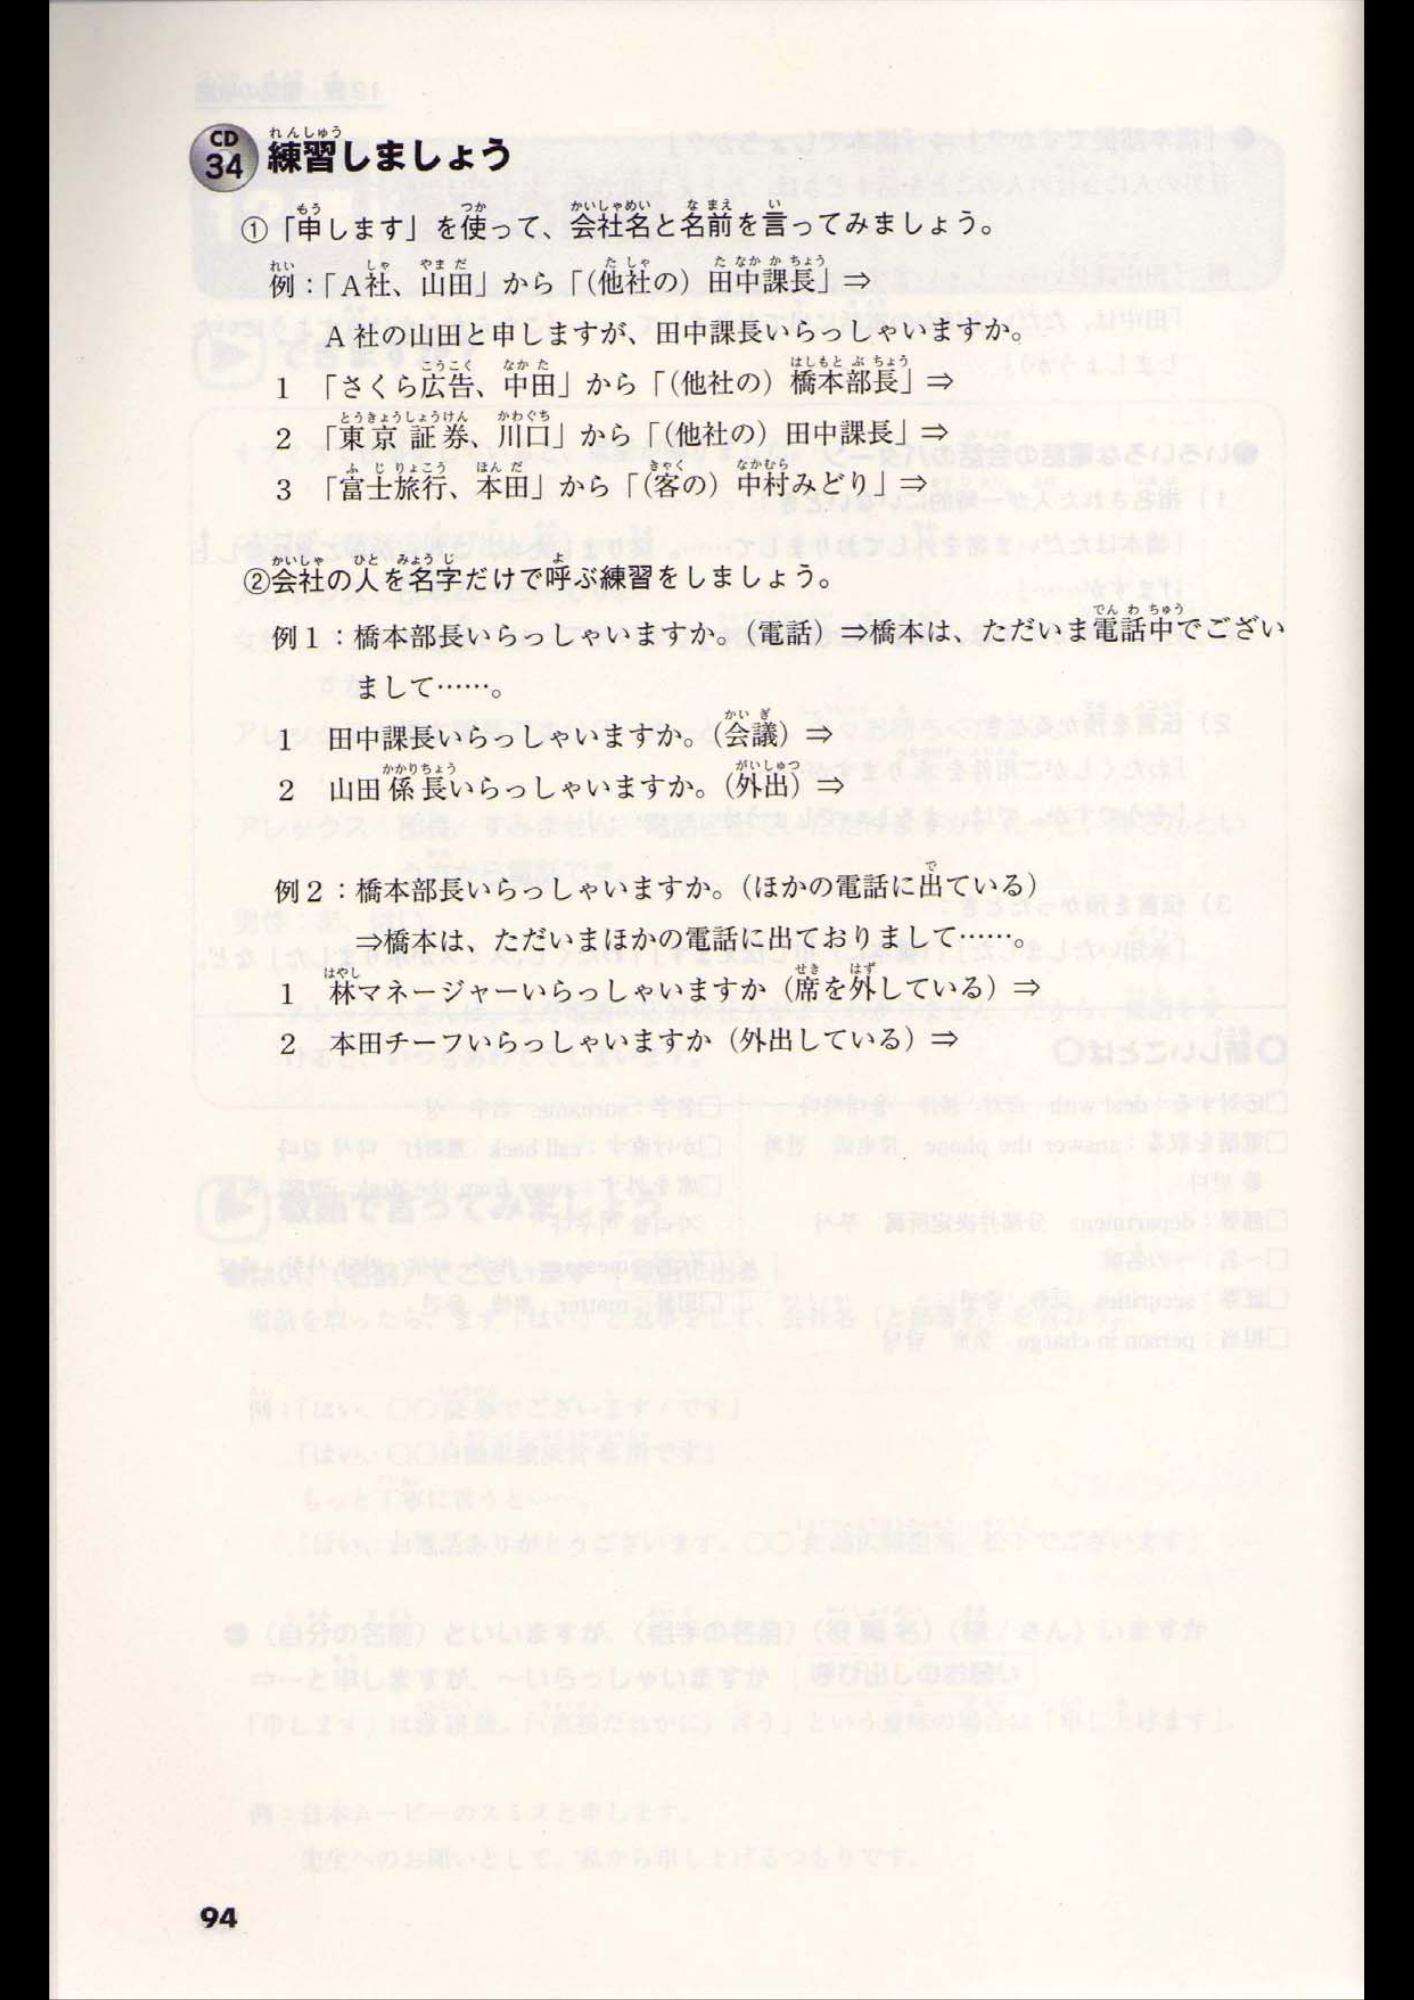 CD 34 練習しましょう
①「申します」を使って、会社名と名前を言ってみましょう。
例：「A社、山田」から「(他社の）田中課長」⇒
A社の山田と申しますが、田中課長いらっしゃいますか。
1　「さくら広告、中田」から「(他社の）橋本部長」⇒
2　「東京証券、川口」から「(他社の）田中課長」⇒
3　「富士旅行、本田」から「(客の）中村みどり」⇒
②会社の人を名字だけで呼ぶ練習をしましょう。
例1：橋本部長いらっしゃいますか。（電話）⇒橋本は、ただいま電話中でござい
まして……。
1　田中課長いらっしゃいますか。（会議）⇒
2　山田係長いらっしゃいますか。（外出）⇒
例2：橋本部長いらっしゃいますか。（ほかの電話に出ている）
⇒橋本は、ただいまほかの電話に出ておりまして……。
1　林マネージャーいらっしゃいますか（席を外している）⇒
2　本田チーフいらっしゃいますか（外出している）⇒
94